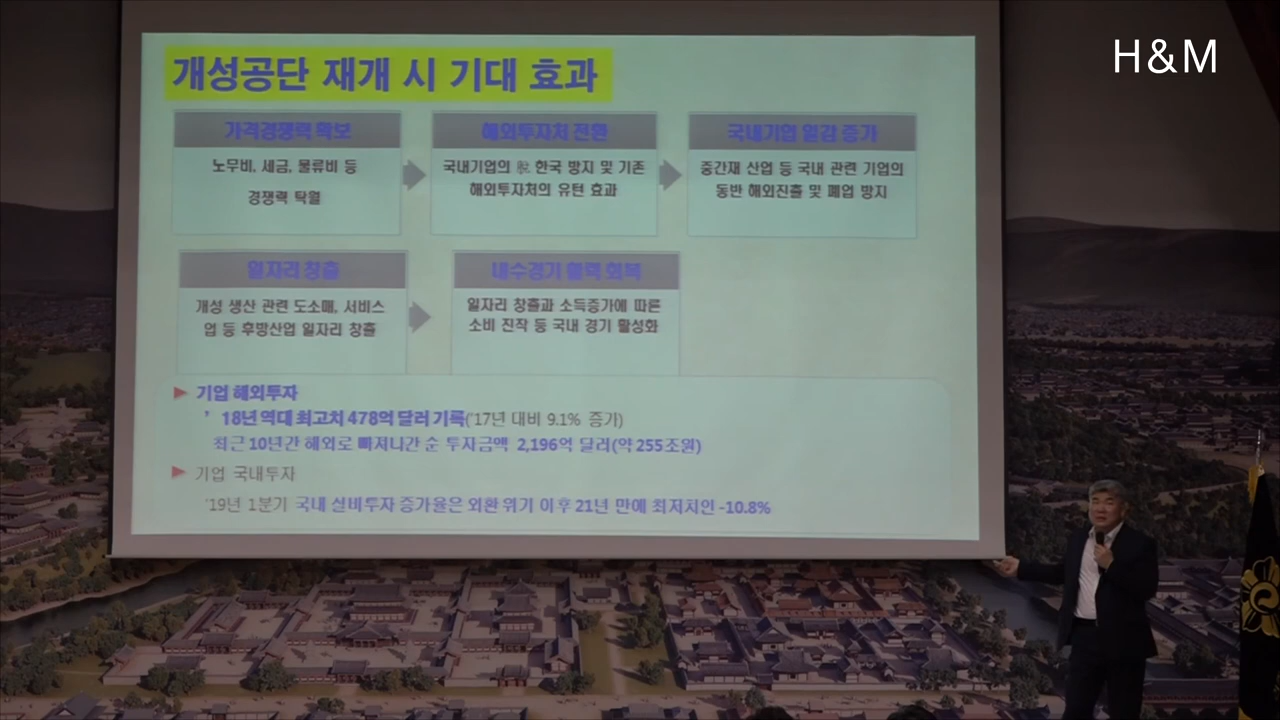 H&M
개성공단 재개 시 기대 효과
가격경쟁력 확보
노무비, 세금, 물류비 등
경쟁력 탁월
해외투자처 전환
국내기업의 脫 한국 방지 및 기존
해외투자처의 유턴 효과
국내기업 일감 증가
중간재 산업 등 국내 관련 기업의
동반 해외진출 및 폐업 방지
일자리 창출
개성 생산 관련 도소매, 서비스
업 등 후방산업 일자리 창출
내수경기 활력 회복
일자리 창출과 소득증가에 따른
소비 진작 등 국내 경기 활성화
기업 해외투자
’18년 역대 최고치 478억 달러 기록(’17년 대비 9.1% 증가)
최근 10년간 해외로 빠져나간 순 투자금액 2,196억 달러(약 255조원)
기업 국내투자
’19년 1분기 국내 설비투자 증가율은 외환 위기 이후 21년 만에 최저치인 -10.8%